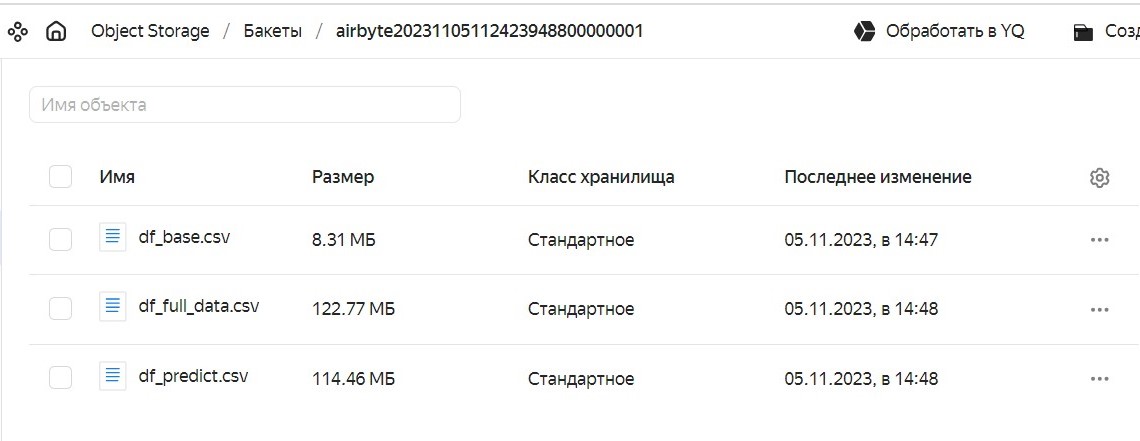 Object Storage / Бакеты / airbyte20231105112423948800000001 Обработать в YQ Созд
Имя объекта
Имя Размер Класс хранилища Последнее изменение
df_base.csv 8.31 МБ Стандартное 05.11.2023, в 14:47
df_full_data.csv 122.77 МБ Стандартное 05.11.2023, в 14:48
df_predict.csv 114.46 МБ Стандартное 05.11.2023, в 14:48